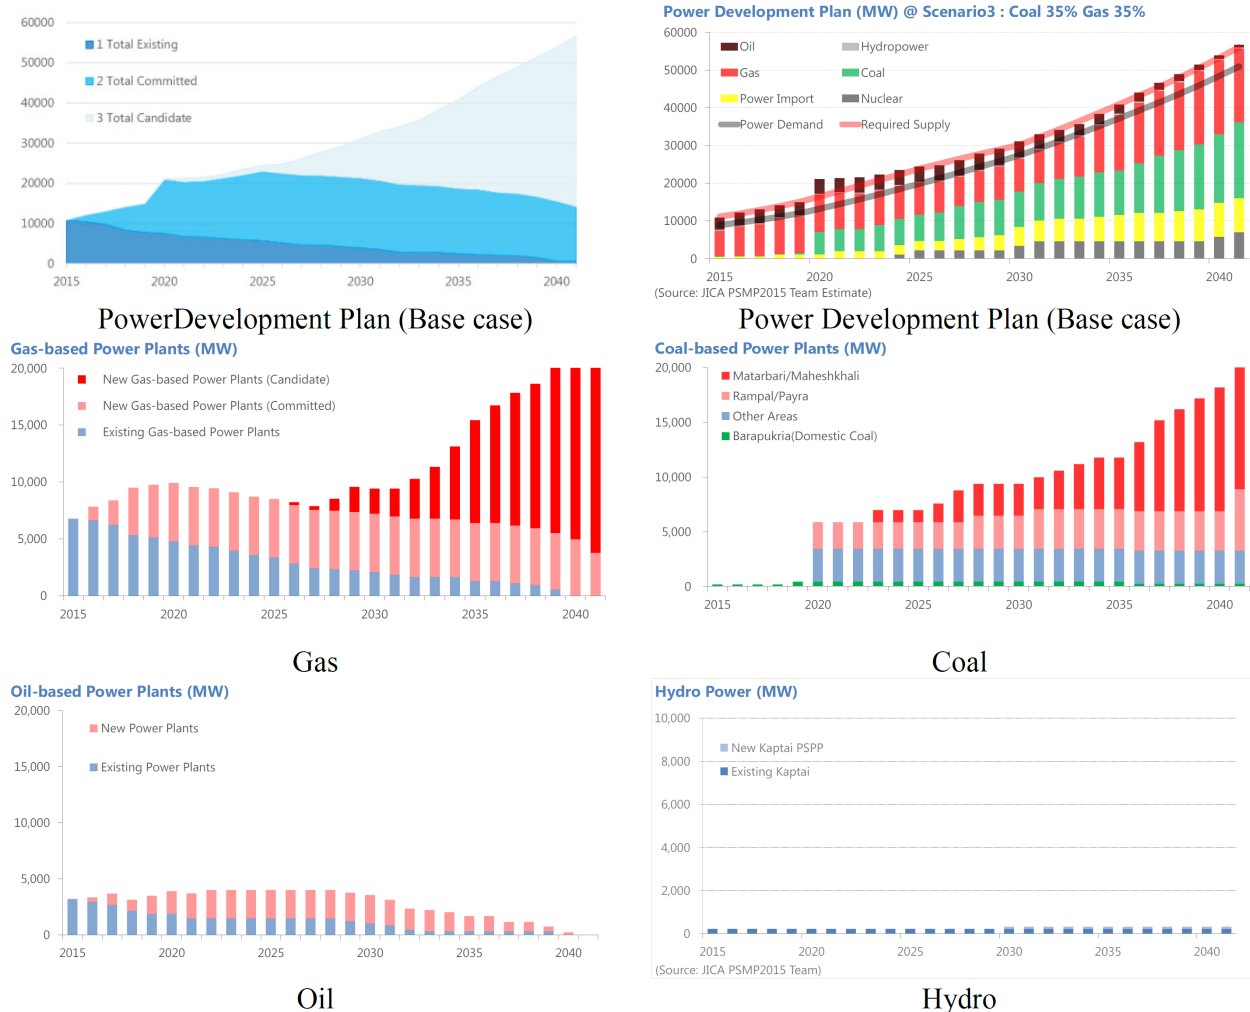 60000
50000
40000
30000
20000
10000
0
1 Total Existing
2 Total Committed
3 Total Candidate
2015 2020 2025 2030 2035 2040
PowerDevelopment Plan (Base case)
Power Development Plan (MW) @ Scenario3 : Coal 35% Gas 35%
60000
50000
40000
30000
20000
10000
0
Oil Hydropower
Gas Coal
Power Import Nuclear
Power Demand Required Supply
2015 2020 2025 2030 2035 2040
(Source: JICA PSMP2015 Team Estimate)
Power Development Plan (Base case)
Gas-based Power Plants (MW)
20,000
15,000
10,000
5,000
0
New Gas-based Power Plants (Candidate)
New Gas-based Power Plants (Committed)
Existing Gas-based Power Plants
2015 2020 2025 2030 2035 2040
Gas
Coal-based Power Plants (MW)
20,000
15,000
10,000
5,000
0
Matarbari/Maheshkhali
Rampal/Payra
Other Areas
Barapukria(Domestic Coal)
2015 2020 2025 2030 2035 2040
Coal
Oil-based Power Plants (MW)
20,000
15,000
10,000
5,000
0
New Power Plants
Existing Power Plants
2015 2020 2025 2030 2035 2040
Oil
Hydro Power (MW)
10,000
8,000
6,000
4,000
2,000
0
New Kaptai PSPP
Existing Kaptai
2015 2020 2025 2030 2035 2040
(Source: JICA PSMP2015 Team)
Hydro